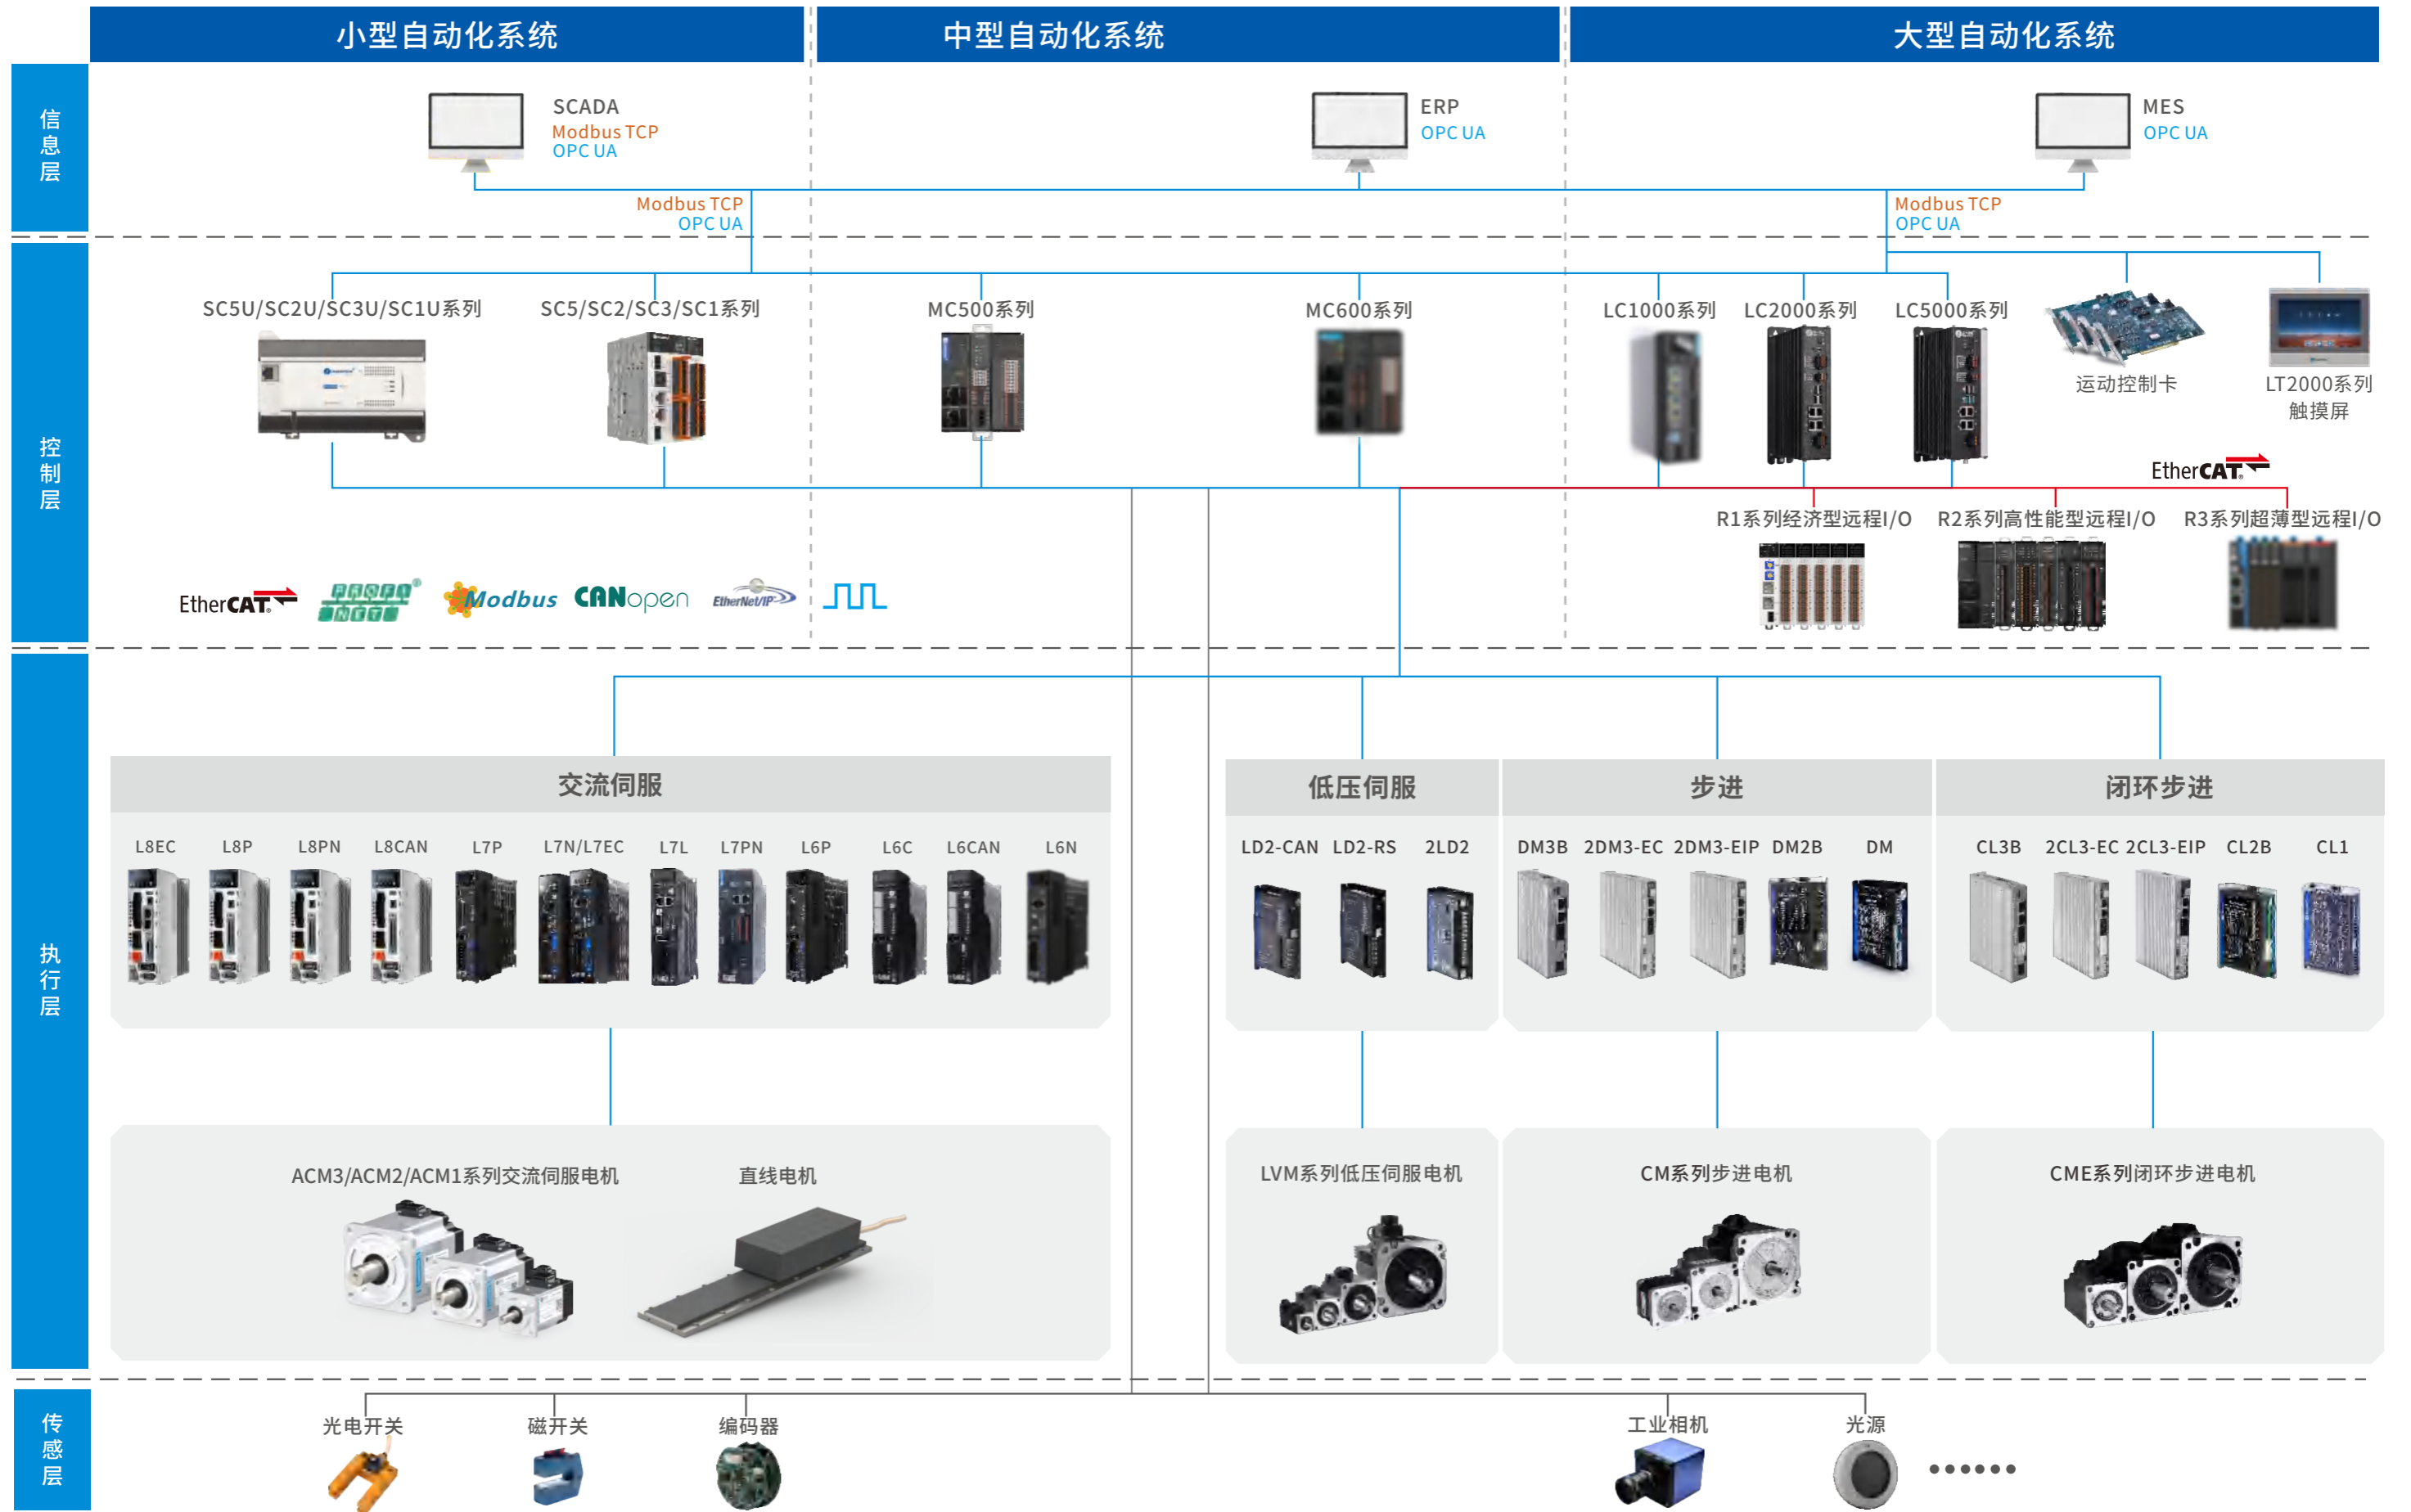 小型自动化系统
中型自动化系统
大型自动化系统
信息层
SCADA
Modbus TCP
OPC UA
ERP
OPC UA
MES
OPC UA
Modbus TCP
OPC UA
Modbus TCP
OPC UA
控制层
SC5U/SC2U/SC3U/SC1U系列
SC5/SC2/SC3/SC1系列
MC500系列
MC600系列
LC1000系列
LC2000系列
LC5000系列
运动控制卡
LT2000系列
触摸屏
EtherCAT
R1系列经济型远程I/O
R2系列高性能型远程I/O
R3系列超薄型远程I/O
EtherCAT
PROFI
NET
Modbus
CANopen
EtherNet/IP
执行层
交流伺服
低压伺服
步进
闭环步进
L8EC
L8P
L8PN
L8CAN
L7P
L7N/L7EC
L7L
L7PN
L6P
L6C
L6CAN
L6N
LD2-CAN
LD2-RS
2LD2
DM3B
2DM3-EC
2DM3-EIP
DM2B
DM
CL3B
2CL3-EC
2CL3-EIP
CL2B
CL1
ACM3/ACM2/ACM1系列交流伺服电机
直线电机
LVM系列低压伺服电机
CM系列步进电机
CME系列闭环步进电机
传感层
光电开关
磁开关
编码器
工业相机
光源
......